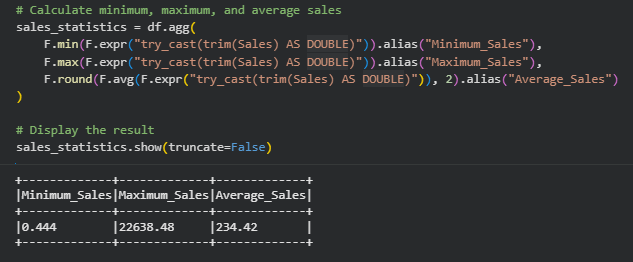 # Calculate minimum, maximum, and average sales
sales_statistics = df.agg(
    F.min(F.expr("try_cast(trim(Sales) AS DOUBLE)")).alias("Minimum_Sales"),
    F.max(F.expr("try_cast(trim(Sales) AS DOUBLE)")).alias("Maximum_Sales"),
    F.round(F.avg(F.expr("try_cast(trim(Sales) AS DOUBLE)")), 2).alias("Average_Sales")
)
# Display the result
sales_statistics.show(truncate=False)
+-------------+-------------+-------------+
|Minimum_Sales|Maximum_Sales|Average_Sales|
+-------------+-------------+-------------+
|0.444        |22638.48     |234.42       |
+-------------+-------------+-------------+